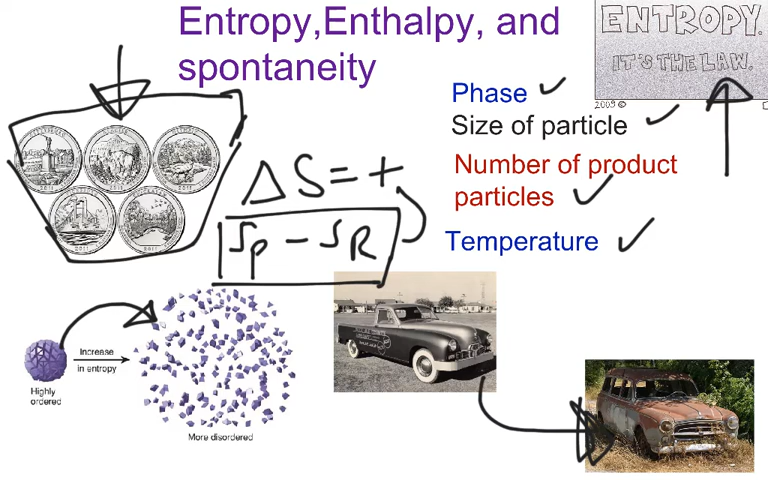 Entropy,Enthalpy, and
spontaneity
ENTROPY.
IT'S THE LAW.
2009 ©
Phase
Size of particle
Number of product
particles
Temperature
ΔS = +
Sp - SR
Increase
in entropy
Highly
ordered
More disordered